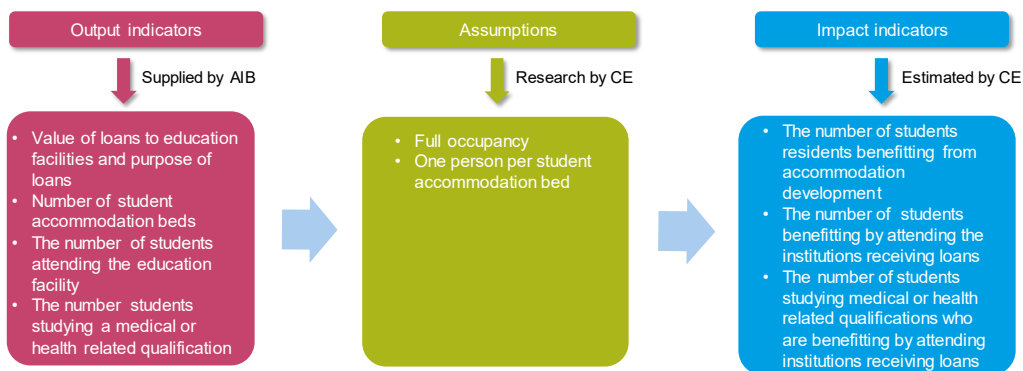 Output indicators
Supplied by AIB
• Value of loans to education
facilities and purpose of
loans
• Number of student
accommodation beds
• The number of students
attending the education
facility
• The number students
studying a medical or
health related qualification
Assumptions
Research by CE
• Full occupancy
• One person per student
accommodation bed
Impact indicators
Estimated by CE
• The number of students
residents benefitting from
accommodation
development
• The number of students
benefitting by attending the
institutions receiving loans
• The number of students
studying medical or health
related qualifications who
are benefitting by attending
institutions receiving loans